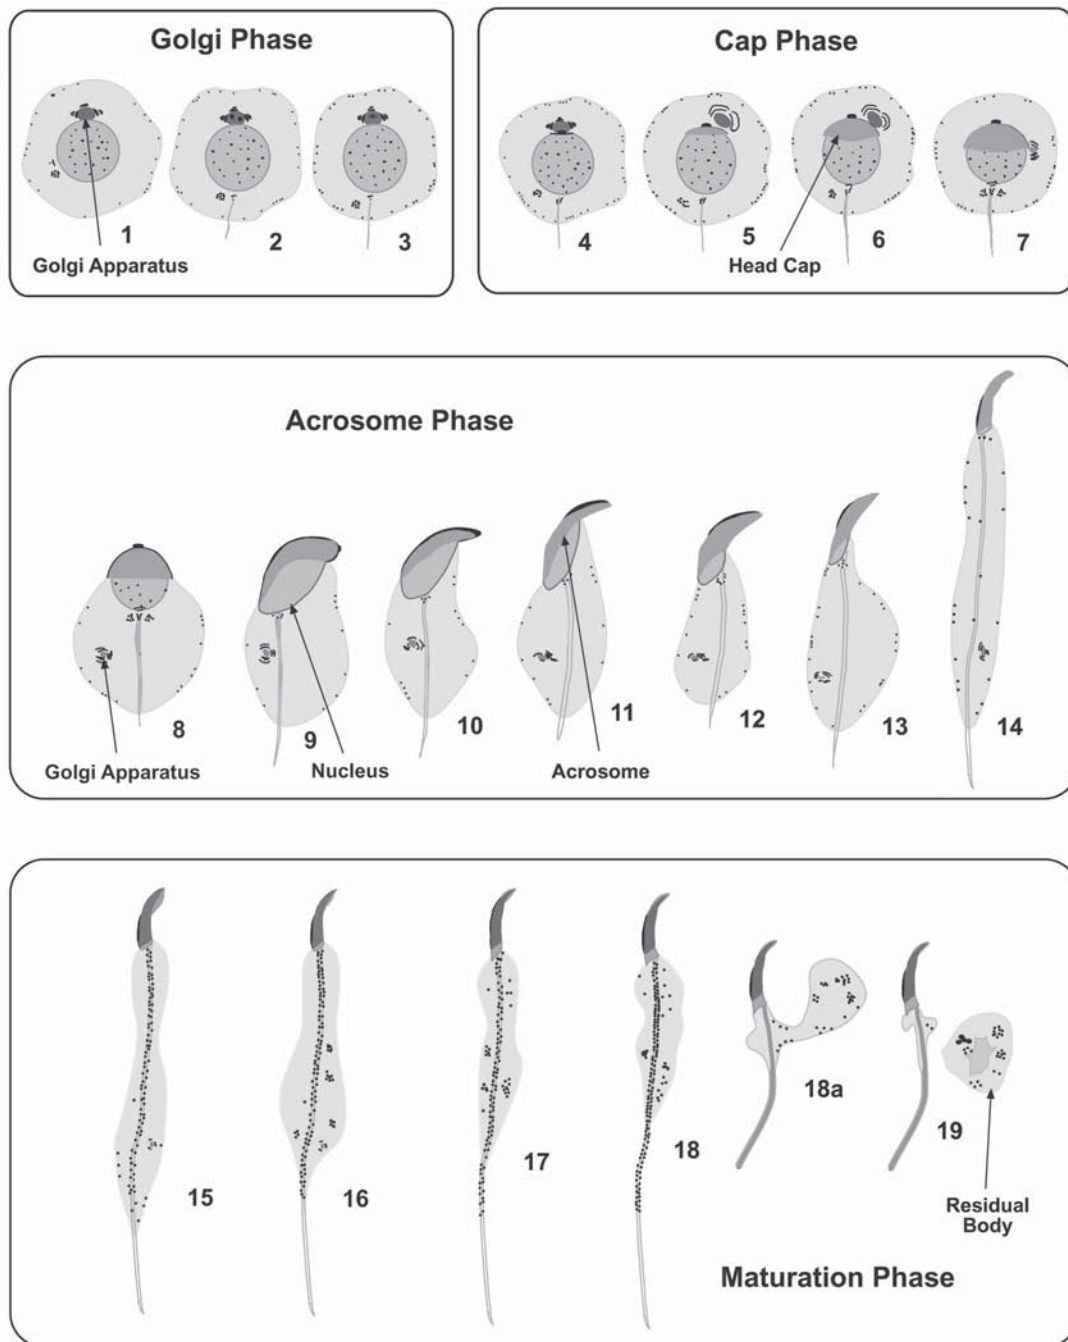 Golgi Phase
1
2
3
Golgi Apparatus
Cap Phase
4
5
6
7
Head Cap
Acrosome Phase
8
9
10
11
12
13
14
Golgi Apparatus
Nucleus
Acrosome
15
16
17
18
18a
19
Residual
Body
Maturation Phase